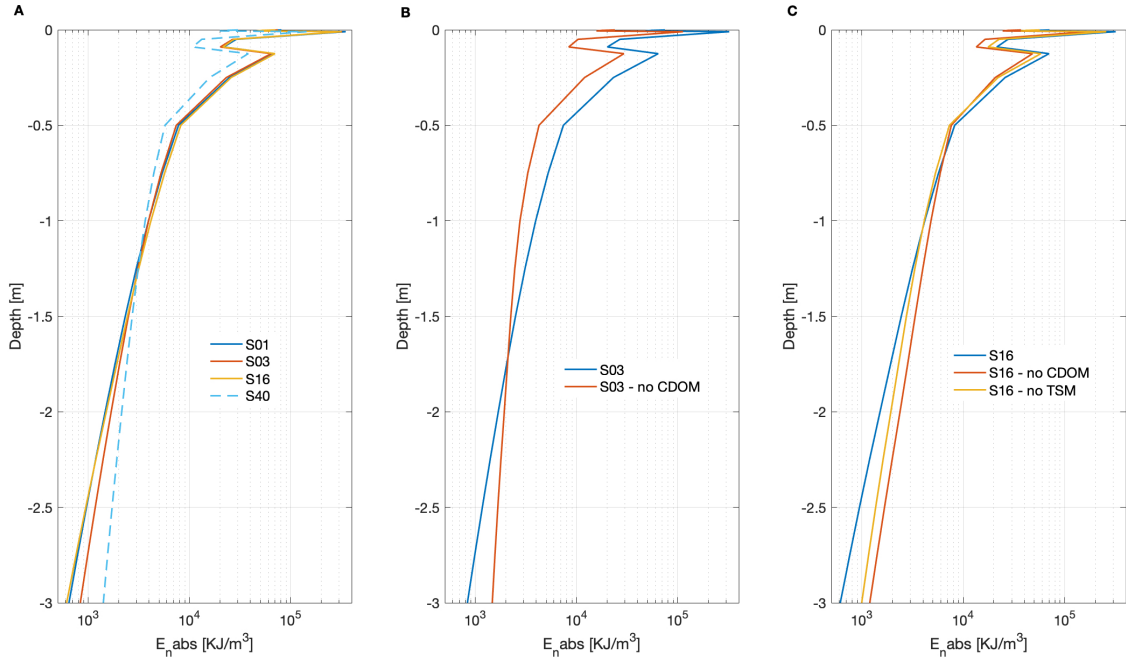 A
0
-0.5
-1
-1.5
-2
-2.5
-3
Depth [m]
S01
S03
S16
S40
10³
10⁴
10⁵
EₙabS [KJ/m³]
B
0
-0.5
-1
-1.5
-2
-2.5
-3
Depth [m]
S03
S03 - no CDOM
10³
10⁴
10⁵
Eₙabs [KJ/m³]
C
0
-0.5
-1
-1.5
-2
-2.5
-3
Depth [m]
S16
S16 - no CDOM
S16 - no TSM
10³
10⁴
10⁵
Eₙabs [KJ/m³]